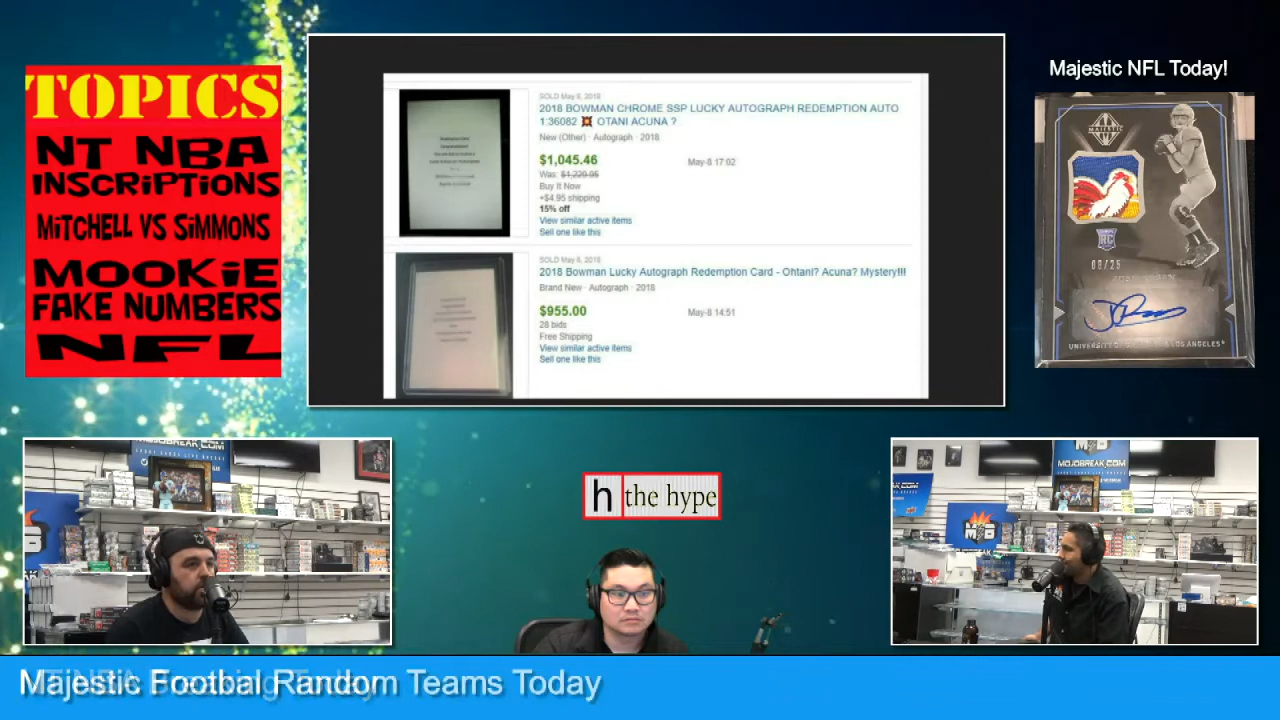 TOPICS
NT NBA
INSCRIPTIONS
MITCHELL VS SIMMONS
MOOKIE
FAKE NUMBERS
NFL
SOLD May 8, 2018
2018 BOWMAN CHROME SSP LUCKY AUTOGRAPH REDEMPTION AUTO
1:36082 💥 OTANI ACUNA ?
New (Other) · Autograph · 2018
$1,045.46
May-8 17:02
Was: $1,229.95
Buy It Now
+$4.95 shipping
15% off
View similar active items
Sell one like this
SOLD May 8, 2018
2018 Bowman Lucky Autograph Redemption Card - Ohtani? Acuna? Mystery!!!
Brand New · Autograph · 2018
$955.00
May-8 14:51
28 bids
Free Shipping
View similar active items
Sell one like this
Majestic NFL Today!
MAJESTIC
RC
08/25
JOSH ROSEN
UNIVERSITY OF LOS ANGELES
MOJOBREAK.COM
h the hype
MOJOBREAK.COM
Majestic Footbal Random Teams Today